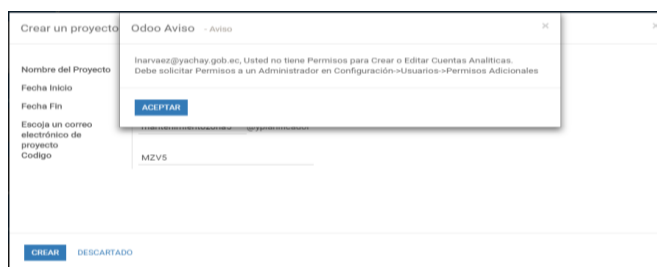 Crear un proyecto
Odoo Aviso - Aviso
×
×
lnarvaez@yachay.gob.ec, Usted no tiene Permisos para Crear o Editar Cuentas Analiticas.
Debe solicitar Permisos a un Administrador en Configuración->Usuarios->Permisos Adicionales
ACEPTAR
Nombre del Proyecto
Fecha Inicio
Fecha Fin
Escoja un correo
electrónico de
proyecto
@yplanificador
Codigo
MZV5
CREAR DESCARTADO